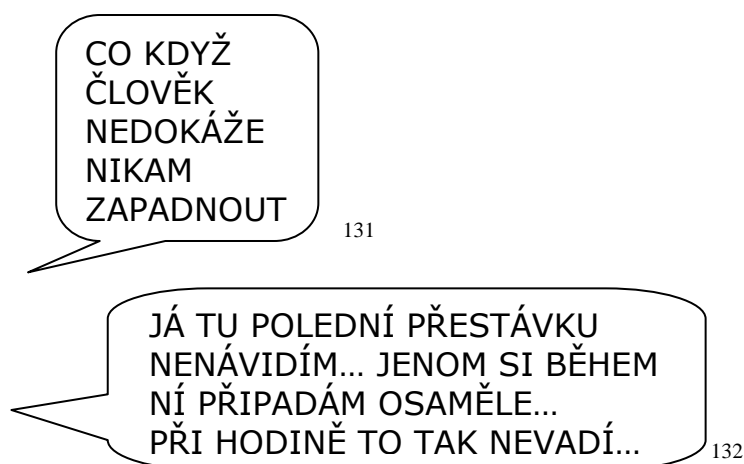 CO KDYŽ
ČLOVĚK
NEDOKÁŽE
NIKAM
ZAPADNOUT
131
JÁ TU POLEDNÍ PŘESTÁVKU
NENÁVIDÍM... JENOM SI BĚHEM
NÍ PŘIPADÁM OSAMĚLE...
PŘI HODINĚ TO TAK NEVADÍ...
132